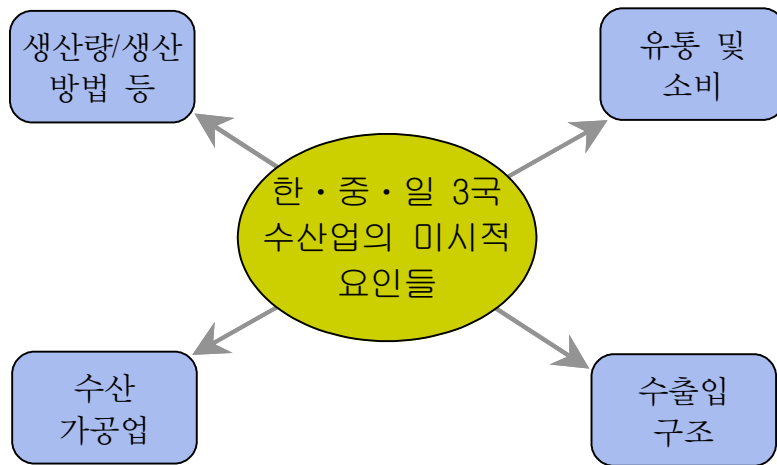 생산량/생산
방법 등
유통 및
소비
한・중・일 3국
수산업의 미시적
요인들
수산
가공업
수출입
구조